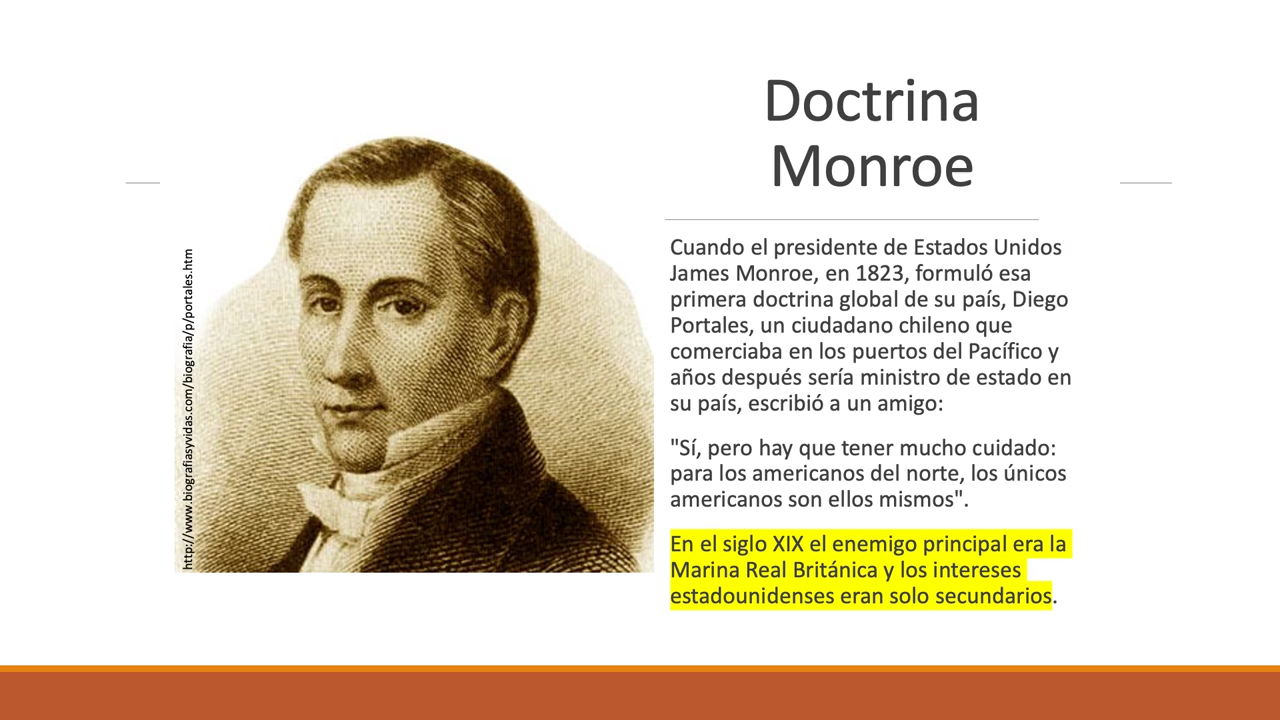 Doctrina
Monroe
http://www.biografiasyvidas.com/biografia/p/portales.htm
Cuando el presidente de Estados Unidos
James Monroe, en 1823, formuló esa
primera doctrina global de su país, Diego
Portales, un ciudadano chileno que
comerciaba en los puertos del Pacífico y
años después sería ministro de estado en
su país, escribió a un amigo:
"Sí, pero hay que tener mucho cuidado:
para los americanos del norte, los únicos
americanos son ellos mismos".
En el siglo XIX el enemigo principal era la
Marina Real Británica y los intereses
estadounidenses eran solo secundarios.